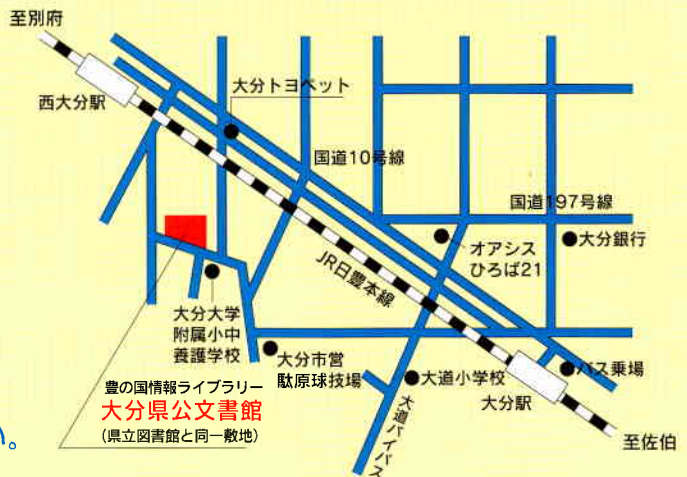 至別府
西大分駅
大分トヨペット
国道10号線
国道197号線
オアシス
ひろば21
大分銀行
JR日豊本線
大分大学
附属小中
養護学校
大分市営
駄原球技場
大道小学校
バス乗場
大分駅
大道バイパス
至佐伯
豊の国情報ライブラリー
大分県公文書館
(県立図書館と同一敷地)
い。